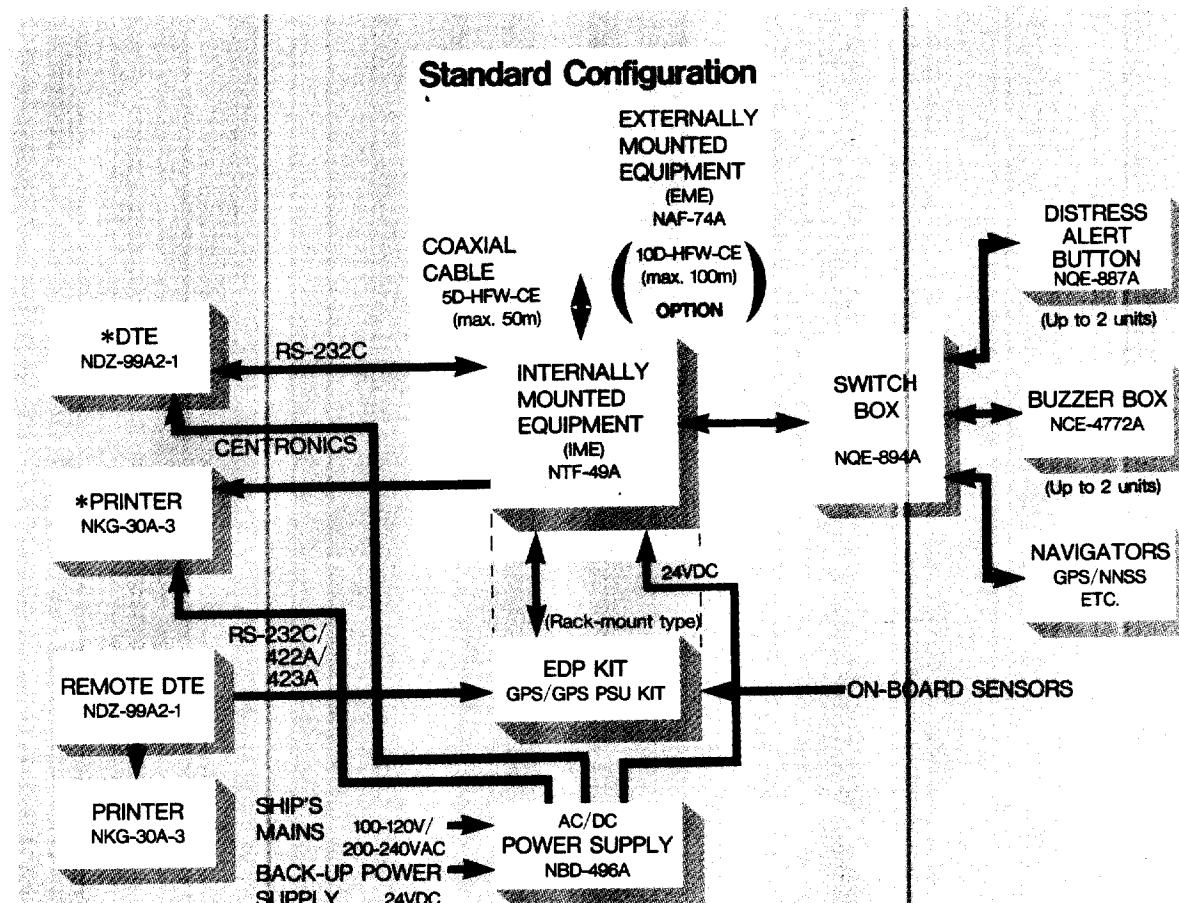 Standard Configuration
EXTERNALLY
MOUNTED
EQUIPMENT
(EME)
NAF-74A
COAXIAL
CABLE
5D-HFW-CE
(max. 50m)
10D-HFW-CE
(max. 100m)
OPTION
*DTE
NDZ-99A2-1
RS-232C
INTERNALLY
MOUNTED
EQUIPMENT
(IME)
NTF-49A
SWITCH
BOX
NQE-894A
DISTRESS
ALERT
BUTTON
NQE-887A
(Up to 2 units)
BUZZER BOX
NCE-4772A
(Up to 2 units)
NAVIGATORS
GPS/NNSS
ETC.
CENTRONICS
*PRINTER
NKG-30A-3
24VDC
(Rack-mount type)
RS-232C/
422A/
423A
REMOTE DTE
NDZ-99A2-1
EDP KIT
GPS/GPS PSU KIT
ON-BOARD SENSORS
PRINTER
NKG-30A-3
SHIP'S
MAINS
100-120V/
200-240VAC
BACK-UP POWER
SUPPLY
24VDC
AC/DC
POWER SUPPLY
NBD-496A